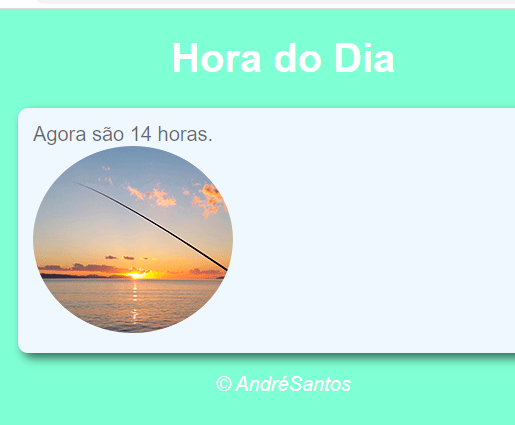 Hora do Dia
Agora são 14 horas.
© AndréSantos